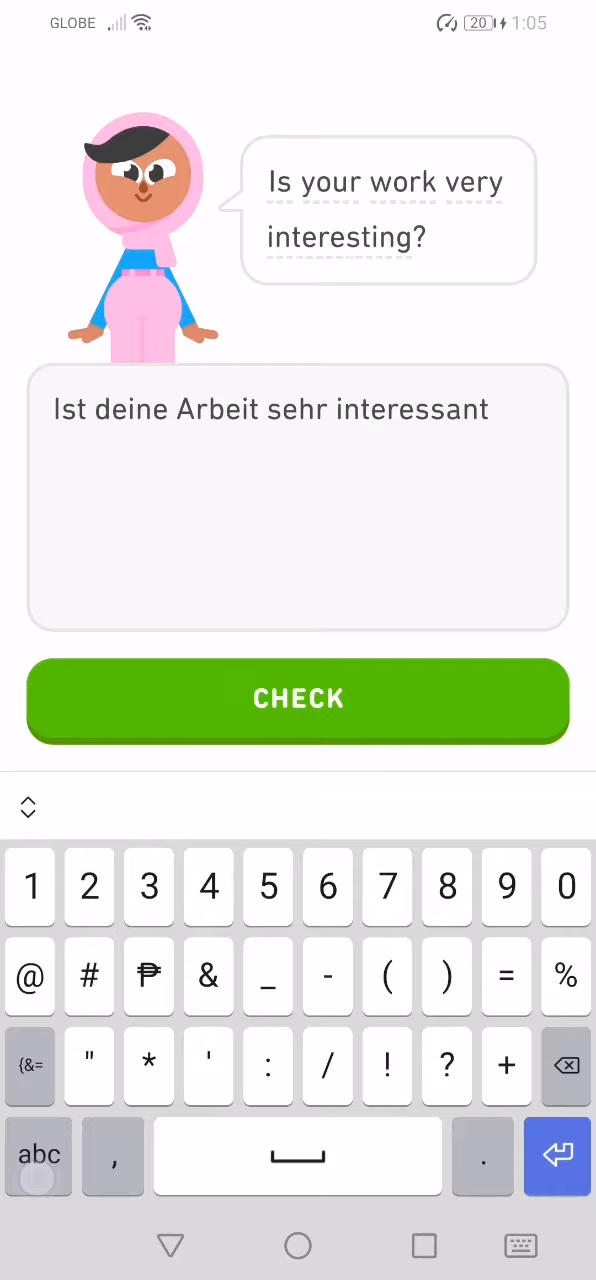 GLOBE 20 1:05
Is your work very
interesting?
Ist deine Arbeit sehr interessant
CHECK
1 2 3 4 5 6 7 8 9 0
@ # ₱ & _ - ( ) = %
{&= " * ' : / ! ? +
abc , .